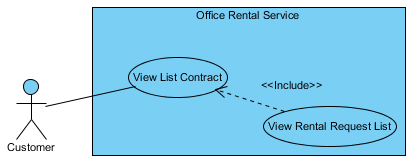 Office Rental Service
View List Contract
<<Include>>
View Rental Request List
Customer